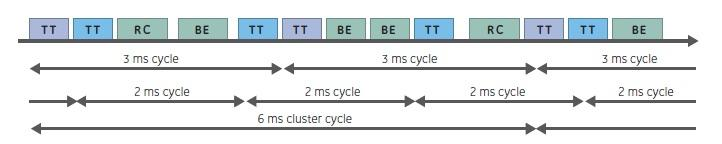 TT TT RC BE TT TT BE BE TT RC TT TT BE
3 ms cycle 3 ms cycle 3 ms cycle
2 ms cycle 2 ms cycle 2 ms cycle 2 ms cycle
6 ms cluster cycle